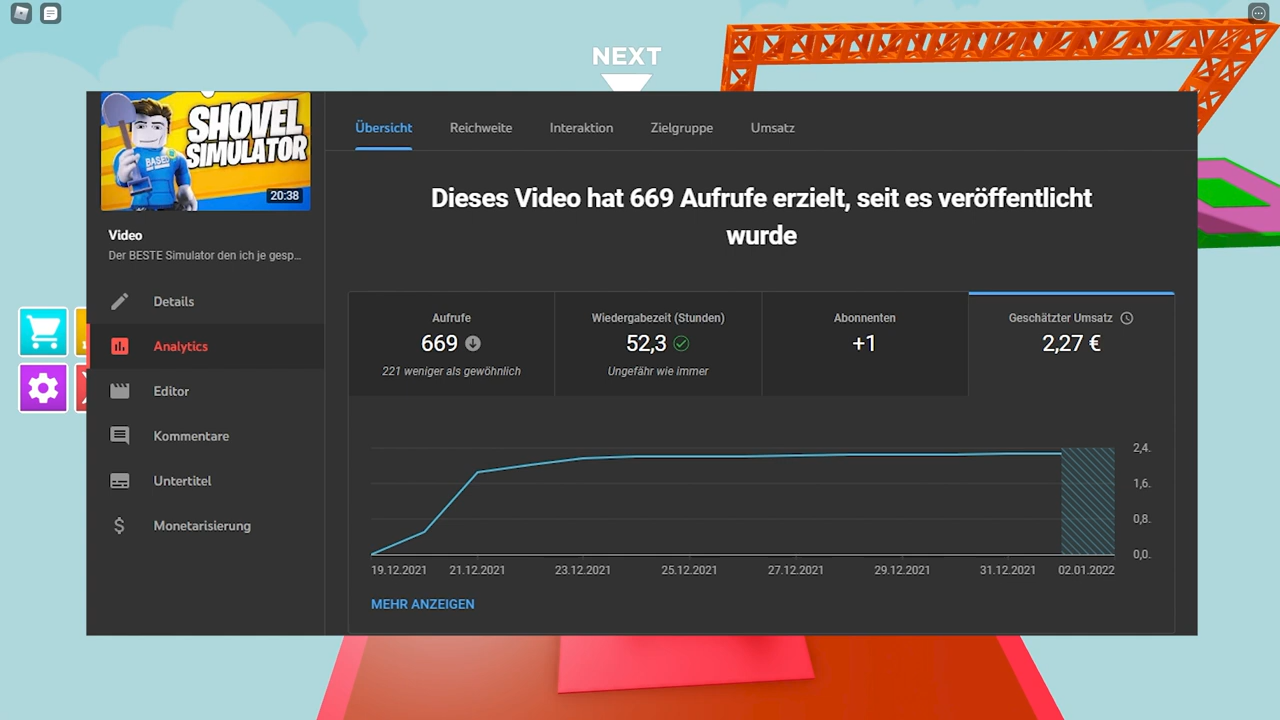 NEXT
SHOVEL
SIMULATOR
BASED
20:38
Video
Der BESTE Simulator den ich je gesp...
Details
Analytics
Editor
Kommentare
Untertitel
Monetarisierung
Übersicht
Reichweite
Interaktion
Zielgruppe
Umsatz
Dieses Video hat 669 Aufrufe erzielt, seit es veröffentlicht
wurde
Aufrufe
669
221 weniger als gewöhnlich
Wiedergabezeit (Stunden)
52,3
Ungefähr wie immer
Abonnenten
+1
Geschätzter Umsatz
2,27 €
2,4.
1,6.
0,8.
0,0.
19.12.2021
21.12.2021
23.12.2021
25.12.2021
27.12.2021
29.12.2021
31.12.2021
02.01.2022
MEHR ANZEIGEN